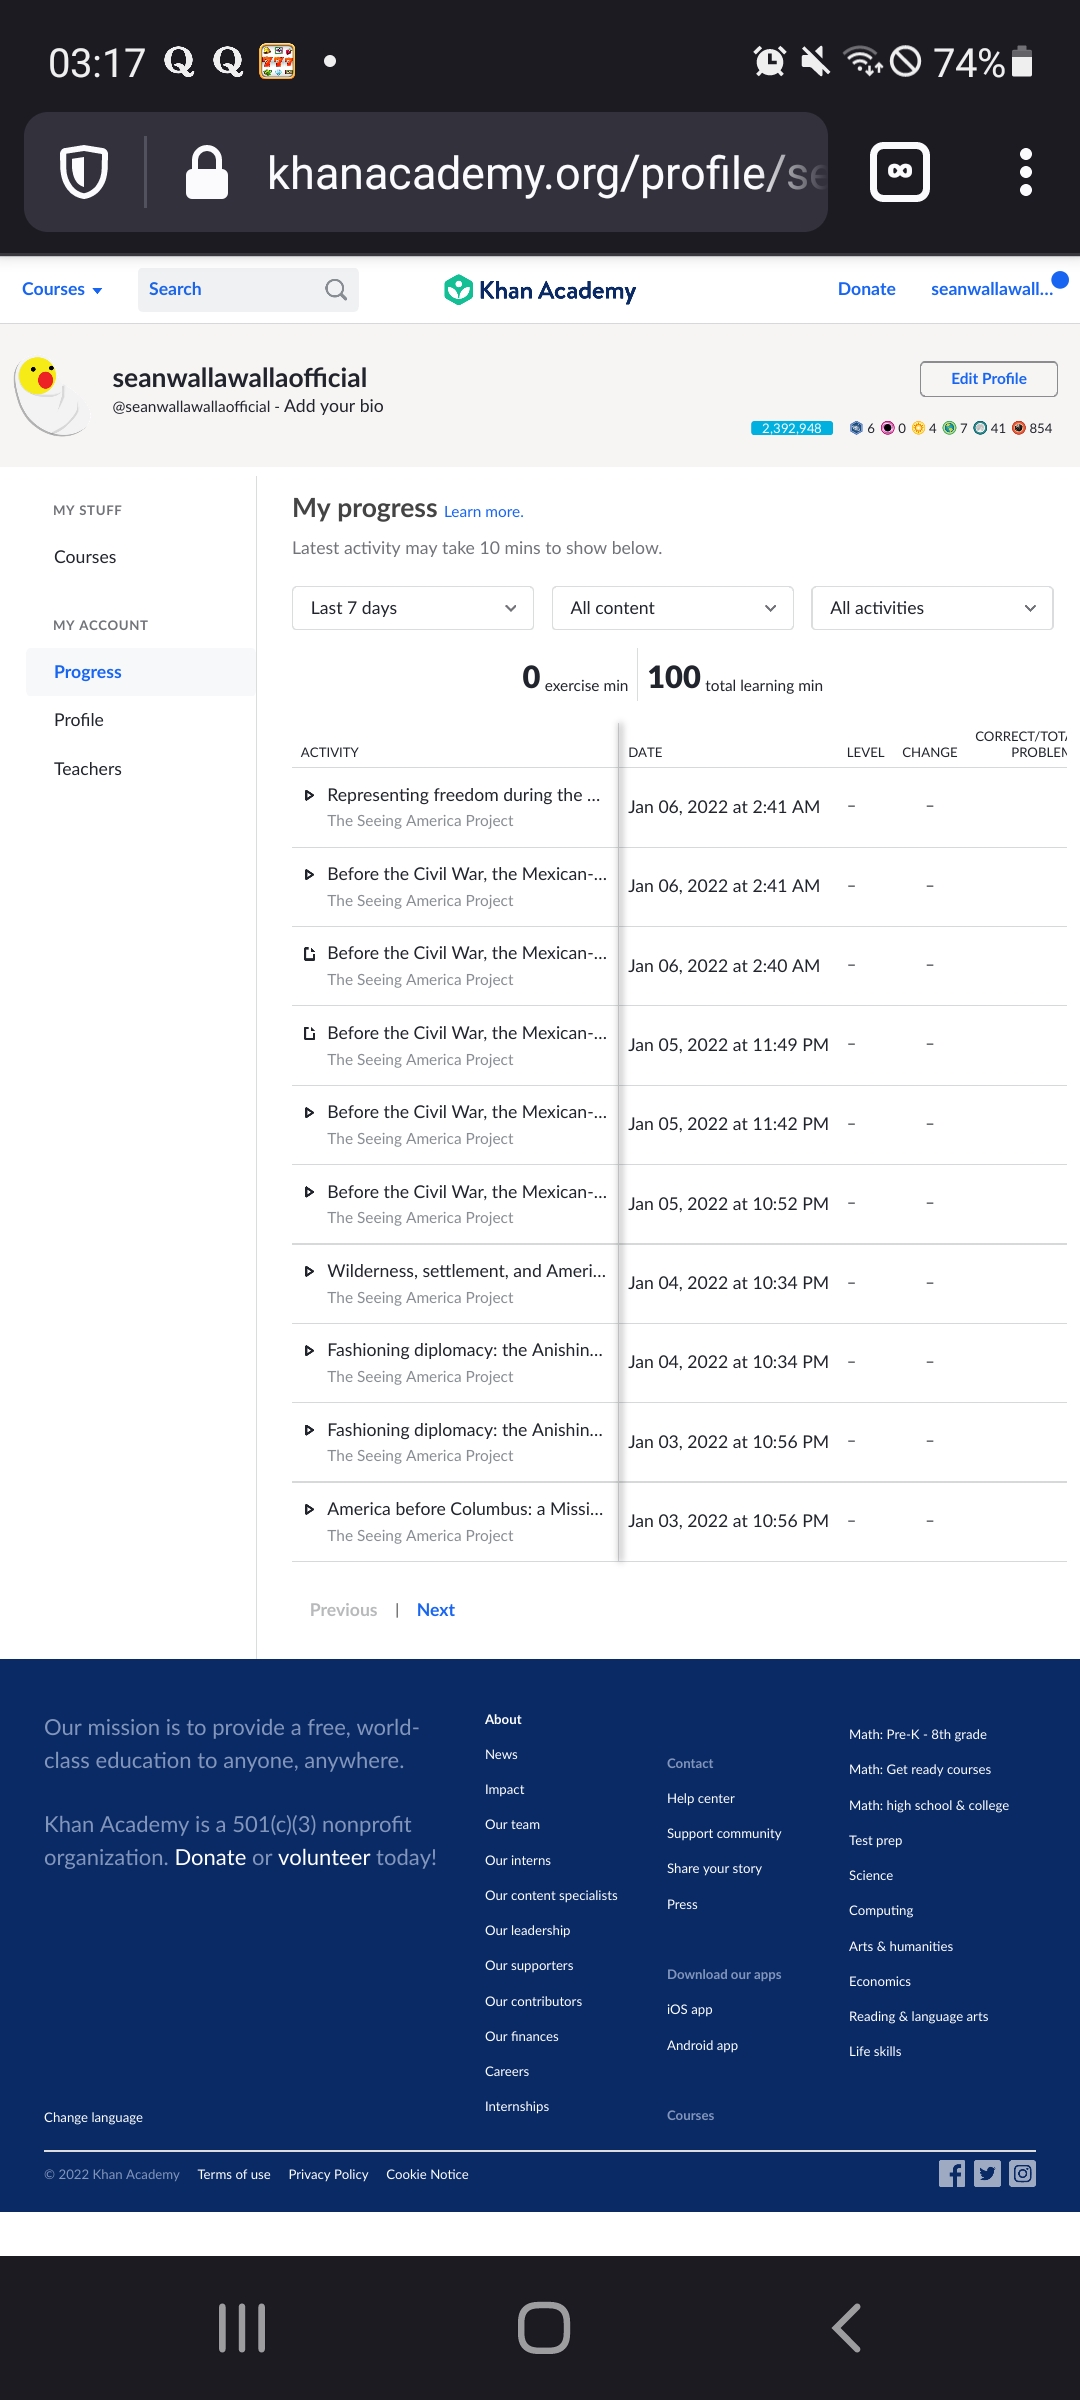 03:17
74%
khanacademy.org/profile/se
Courses
Search
Khan Academy
Donate
seanwallawall...
seanwallawallaofficial
@seanwallawallaofficial - Add your bio
Edit Profile
2,392,948 6 0 4 7 41 854
MY STUFF
Courses
MY ACCOUNT
Progress
Profile
Teachers
My progress Learn more.
Latest activity may take 10 mins to show below.
Last 7 days
All content
All activities
0 exercise min
100 total learning min
ACTIVITY DATE LEVEL CHANGE CORRECT/TOTA
PROBLEM
Representing freedom during the ...
The Seeing America Project
Jan 06, 2022 at 2:41 AM – –
Before the Civil War, the Mexican-...
The Seeing America Project
Jan 06, 2022 at 2:41 AM – –
Before the Civil War, the Mexican-...
The Seeing America Project
Jan 06, 2022 at 2:40 AM – –
Before the Civil War, the Mexican-...
The Seeing America Project
Jan 05, 2022 at 11:49 PM – –
Before the Civil War, the Mexican-...
The Seeing America Project
Jan 05, 2022 at 11:42 PM – –
Before the Civil War, the Mexican-...
The Seeing America Project
Jan 05, 2022 at 10:52 PM – –
Wilderness, settlement, and Ameri...
The Seeing America Project
Jan 04, 2022 at 10:34 PM – –
Fashioning diplomacy: the Anishin...
The Seeing America Project
Jan 04, 2022 at 10:34 PM – –
Fashioning diplomacy: the Anishin...
The Seeing America Project
Jan 03, 2022 at 10:56 PM – –
America before Columbus: a Missi...
The Seeing America Project
Jan 03, 2022 at 10:56 PM – –
Previous | Next
Our mission is to provide a free, world-
class education to anyone, anywhere.
Khan Academy is a 501(c)(3) nonprofit
organization. Donate or volunteer today!
About
News
Impact
Our team
Our interns
Our content specialists
Our leadership
Our supporters
Our contributors
Our finances
Careers
Internships
Contact
Help center
Support community
Share your story
Press
Download our apps
iOS app
Android app
Courses
Math: Pre-K - 8th grade
Math: Get ready courses
Math: high school & college
Test prep
Science
Computing
Arts & humanities
Economics
Reading & language arts
Life skills
Change language
© 2022 Khan Academy Terms of use Privacy Policy Cookie Notice